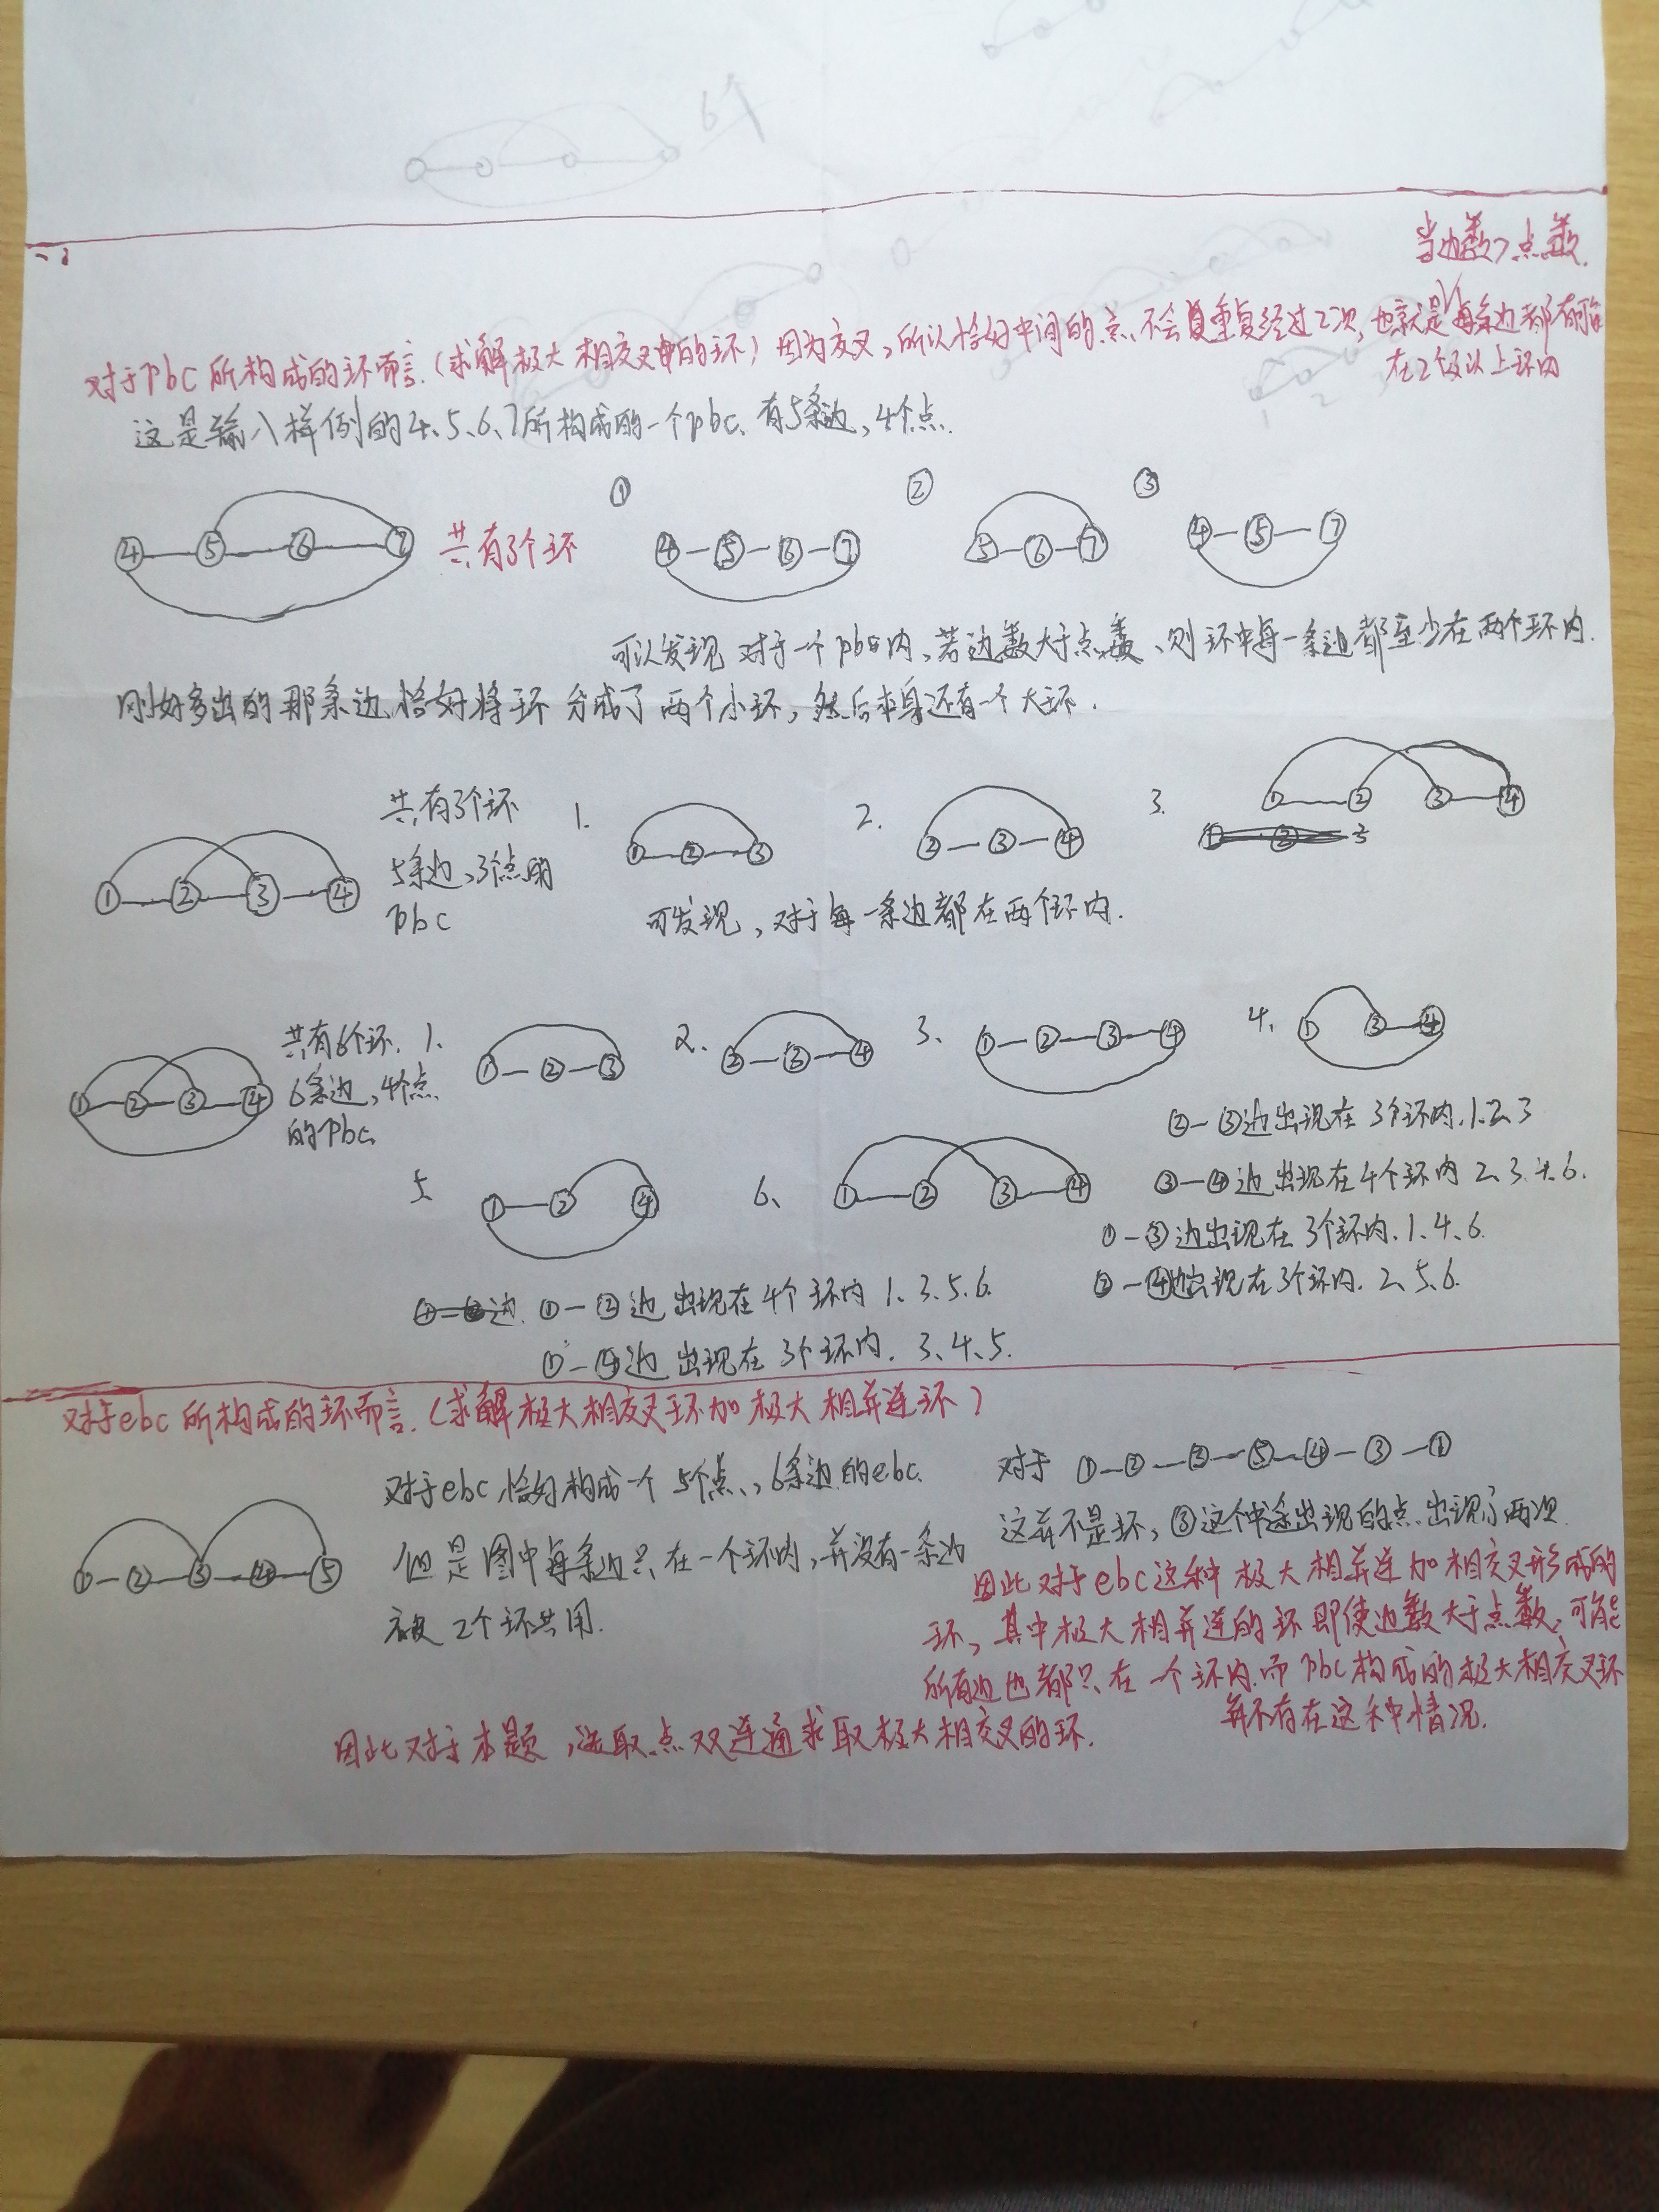 6个
二、
当边数>点数.
对于pbc所构成的环而言.(求解极大相交叉的环)因为交叉,所以恰好中间的点不会重复经过2次,也就是每条边都有可能
在2个及以上环内
这是输入样例的4、5、6、7所构成的一个pbc、有5条边,4个点.
① ② ③
④ ⑤ ⑥ ⑦ 共有3个环 ④—⑤—⑥—⑦ ⑤—⑥—⑦ ④—⑤—⑦
可以发现 对于一个pbc内、若边数大于点数、则环中每一条边都至少在两个环内.
刚好多出的那条边恰好将环分成了两个小环,然后本身还有一个大环.
共有3个环 1. 2. 3.
① ② ③ ④ 5条边、3个点的 ①—②—③ ②—③—④ ①—② ③—④
pbc 可发现,对于每一条边都在两个环内.
共有6个环. 1. 2. 3. 4.
①—②—③—④ 6条边,4个点 ①—②—③ ②—③—④ ①—②—③—④ ① ③—④
的pbc
②—③边出现在3个环内.1.2.3
③—④边出现在4个环内2、3.4.6.
5. ①—② ④ 6、 ①—② ③—④
①—③边出现在3个环内.1.4.6.
②—④边出现在3个环内.2、5.6.
①—②边出现在4个环内1.3.5.6.
①—④边出现在3个环内.3、4、5.
对于ebc所构成的环而言.(求解极大相交叉环加极大相并连环)
对于ebc,恰好构成一个5个点,6条边的ebc.
①—②—③—④—⑤
但是图中每条边只在一个环内,并没有一条边
被2个环共用.
对于 ①—②—③—⑤—④—③—①
这并不是环,③这个中途出现的点出现了两次
因此对于ebc这种极大相并连加相交叉形成的
环,其中极大相并连的环即使边数大于点数,可能
所有边也都只在一个环内.而pbc构成的极大相交叉环
并不存在这种情况.
因此对于本题,选取点双连通求取极大相交叉的环.